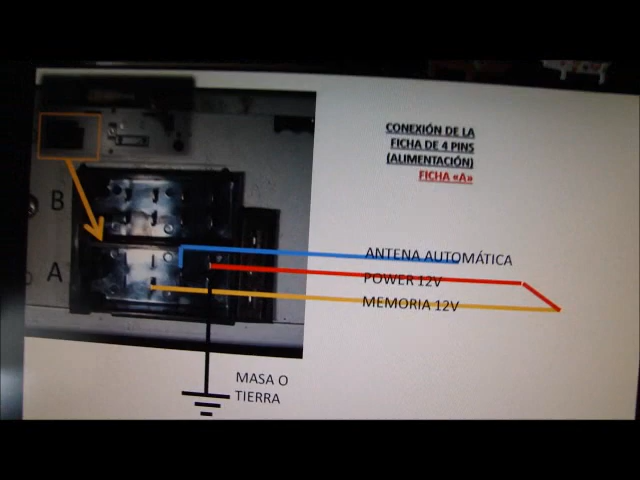 CONEXIÓN DE LA
FICHA DE 4 PINS
(ALIMENTACIÓN)
FICHA «A»
B
A
ANTENA AUTOMÁTICA
POWER 12V
MEMORIA 12V
MASA O
TIERRA